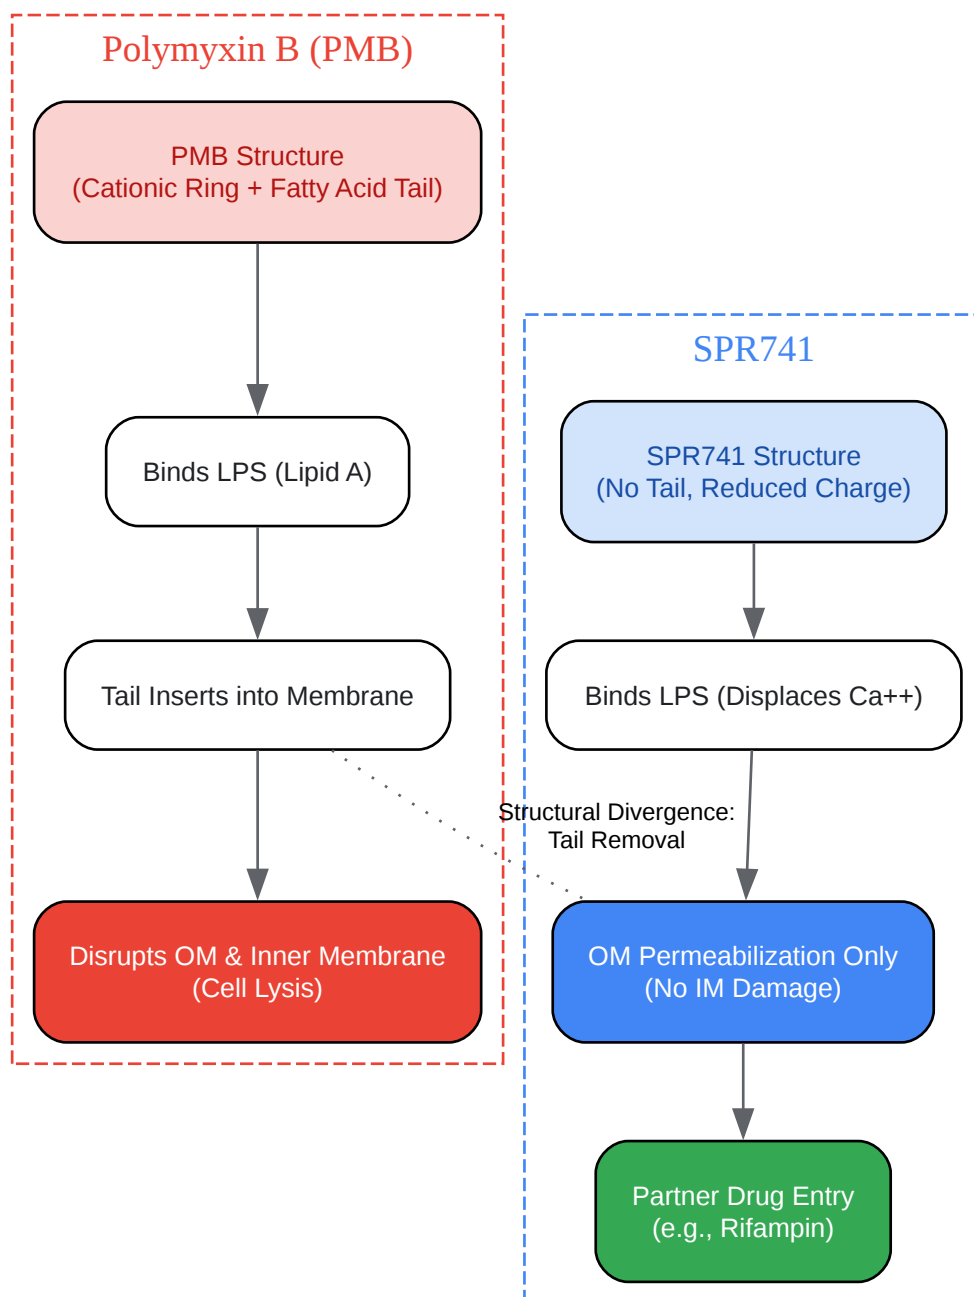 Polymyxin B (PMB)
PMB Structure
(Cationic Ring + Fatty Acid Tail)
Binds LPS (Lipid A)
Tail Inserts into Membrane
Disrupts OM & Inner Membrane
(Cell Lysis)
SPR741
SPR741 Structure
(No Tail, Reduced Charge)
Binds LPS (Displaces Ca++)
Structural Divergence:
Tail Removal
OM Permeabilization Only
(No IM Damage)
Partner Drug Entry
(e.g., Rifampin)